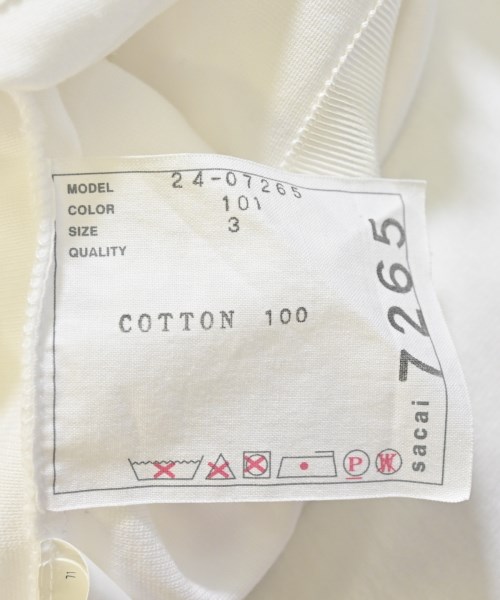 MODEL 24-07265
COLOR 101
SIZE 3
QUALITY
COTTON 100
sacai 7265
P
W